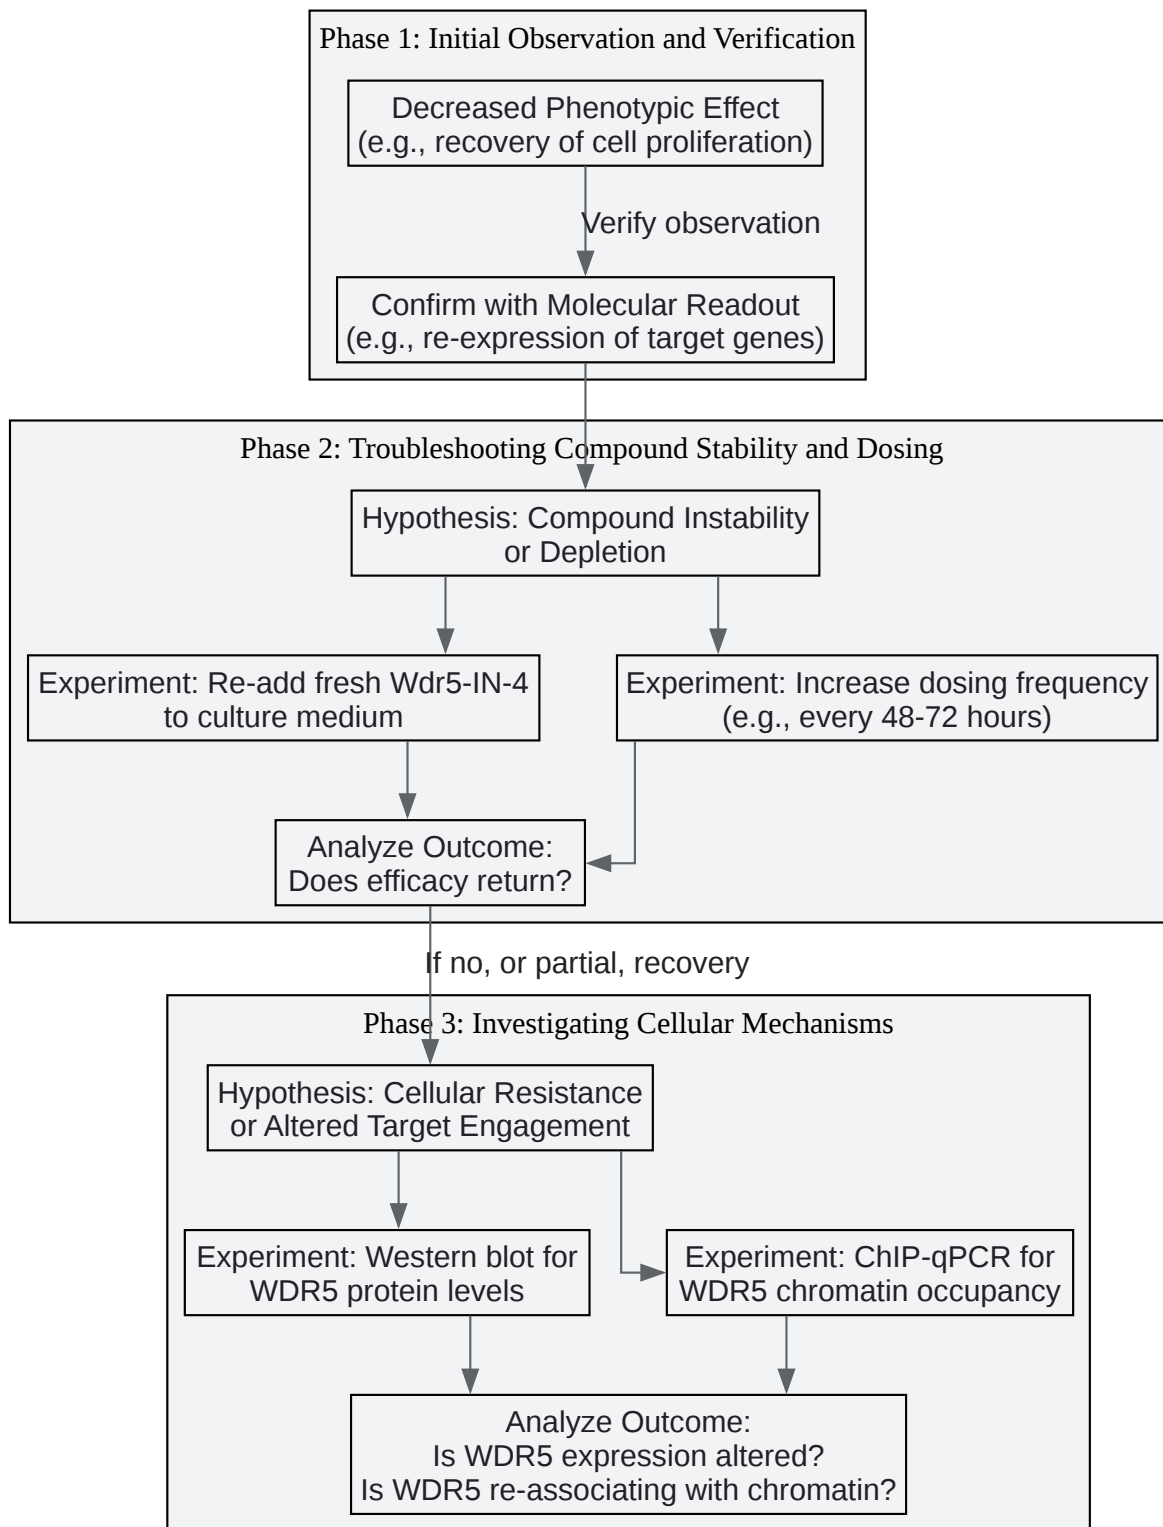 Phase 1: Initial Observation and Verification
Decreased Phenotypic Effect
(e.g., recovery of cell proliferation)
Verify observation
Confirm with Molecular Readout
(e.g., re-expression of target genes)
Phase 2: Troubleshooting Compound Stability and Dosing
Hypothesis: Compound Instability
or Depletion
Experiment: Re-add fresh Wdr5-IN-4
to culture medium
Experiment: Increase dosing frequency
(e.g., every 48-72 hours)
Analyze Outcome:
Does efficacy return?
If no, or partial, recovery
Phase 3: Investigating Cellular Mechanisms
Hypothesis: Cellular Resistance
or Altered Target Engagement
Experiment: Western blot for
WDR5 protein levels
Experiment: ChIP-qPCR for
WDR5 chromatin occupancy
Analyze Outcome:
Is WDR5 expression altered?
Is WDR5 re-associating with chromatin?